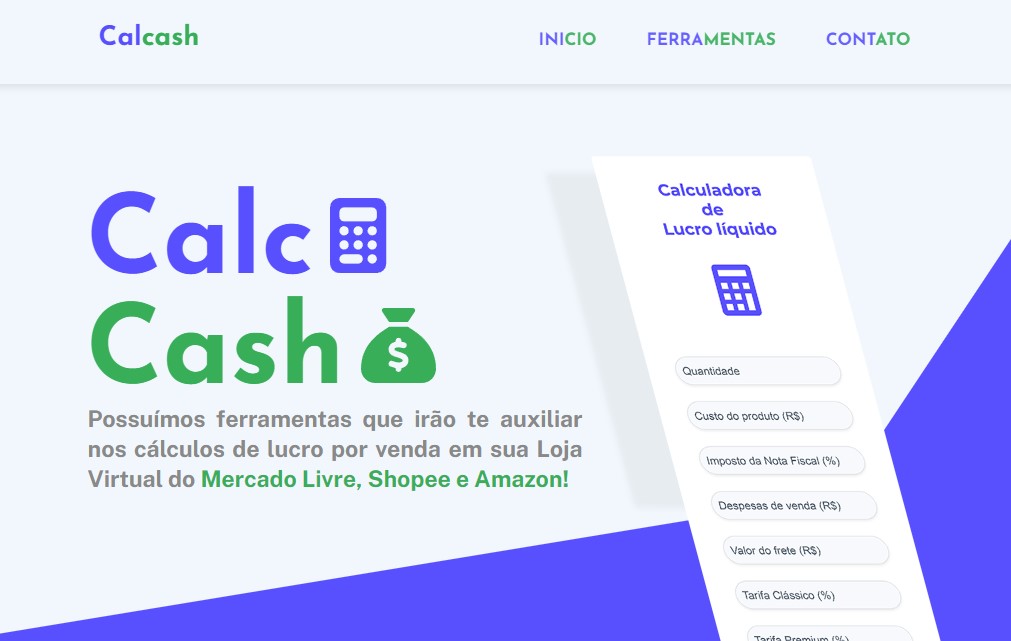 Calcash
INICIO FERRAMENTAS CONTATO
Calc
Cash
Possuímos ferramentas que irão te auxiliar
nos cálculos de lucro por venda em sua Loja
Virtual do Mercado Livre, Shopee e Amazon!
Calculadora
de
Lucro líquido
Quantidade
Custo do produto (R$)
Imposto da Nota Fiscal (%)
Despesas de venda (R$)
Valor do frete (R$)
Tarifa Clássico (%)
Tarifa Premium (%)